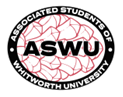 ASSOCIATED STUDENTS OF
ASWU
WHITWORTH UNIVERSITY